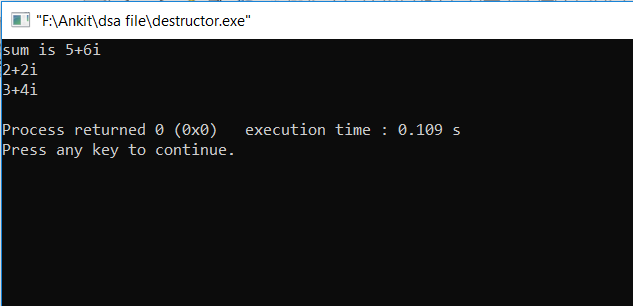 "F:\Ankit\dsa file\destructor.exe"
sum is 5+6i
2+2i
3+4i
Process returned 0 (0x0)   execution time : 0.109 s
Press any key to continue.